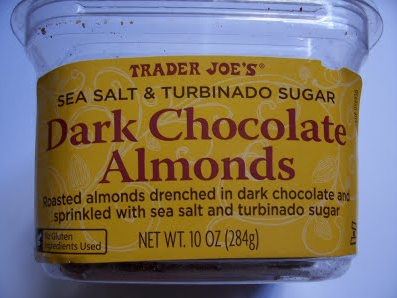 TRADER JOE'S®
SEA SALT & TURBINADO SUGAR
Dark Chocolate
Almonds
Roasted almonds drenched in dark chocolate and
sprinkled with sea salt and turbinado sugar
No Gluten
Ingredients Used
NET WT. 10 OZ (284g)